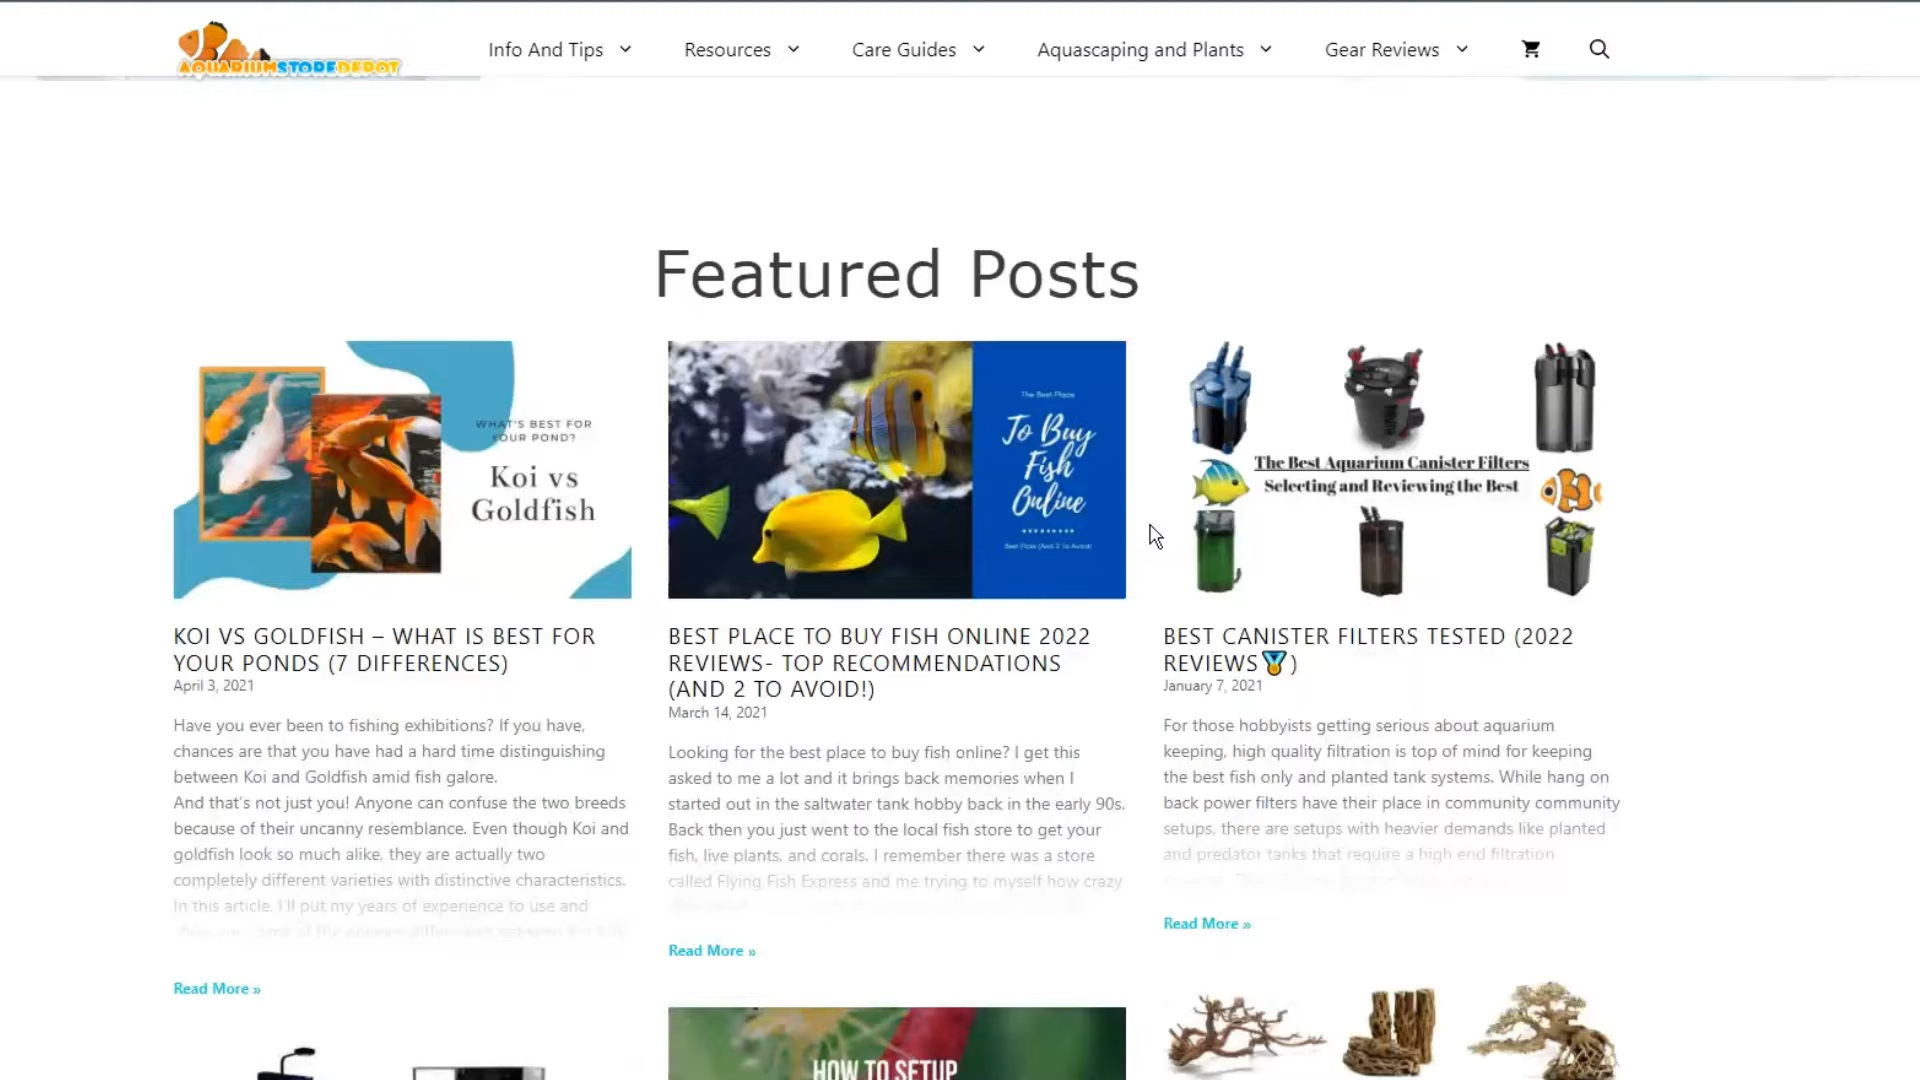 AQUARIUMSTOREDEPOT
Info And Tips
Resources
Care Guides
Aquascaping and Plants
Gear Reviews
Featured Posts
WHAT'S BEST FOR
YOUR POND?
Koi vs
Goldfish
KOI VS GOLDFISH – WHAT IS BEST FOR
YOUR PONDS (7 DIFFERENCES)
April 3, 2021
Have you ever been to fishing exhibitions? If you have,
chances are that you have had a hard time distinguishing
between Koi and Goldfish amid fish galore.
And that's not just you! Anyone can confuse the two breeds
because of their uncanny resemblance. Even though Koi and
goldfish look so much alike, they are actually two
completely different varieties with distinctive characteristics.
In this article, I'll put my years of experience to use and
Read More »
The Best Place
To Buy
Fish
Online
Best Picks (And 2 To Avoid)
BEST PLACE TO BUY FISH ONLINE 2022
REVIEWS- TOP RECOMMENDATIONS
(AND 2 TO AVOID!)
March 14, 2021
Looking for the best place to buy fish online? I get this
asked to me a lot and it brings back memories when I
started out in the saltwater tank hobby back in the early 90s.
Back then you just went to the local fish store to get your
fish, live plants, and corals. I remember there was a store
called Flying Fish Express and me trying to myself how crazy
Read More »
HOW TO SETUP
The Best Aquarium Canister Filters
Selecting and Reviewing the Best
BEST CANISTER FILTERS TESTED (2022
REVIEWS🏅)
January 7, 2021
For those hobbyists getting serious about aquarium
keeping, high quality filtration is top of mind for keeping
the best fish only and planted tank systems. While hang on
back power filters have their place in community community
setups, there are setups with heavier demands like planted
and predator tanks that require a high end filtration
Read More »